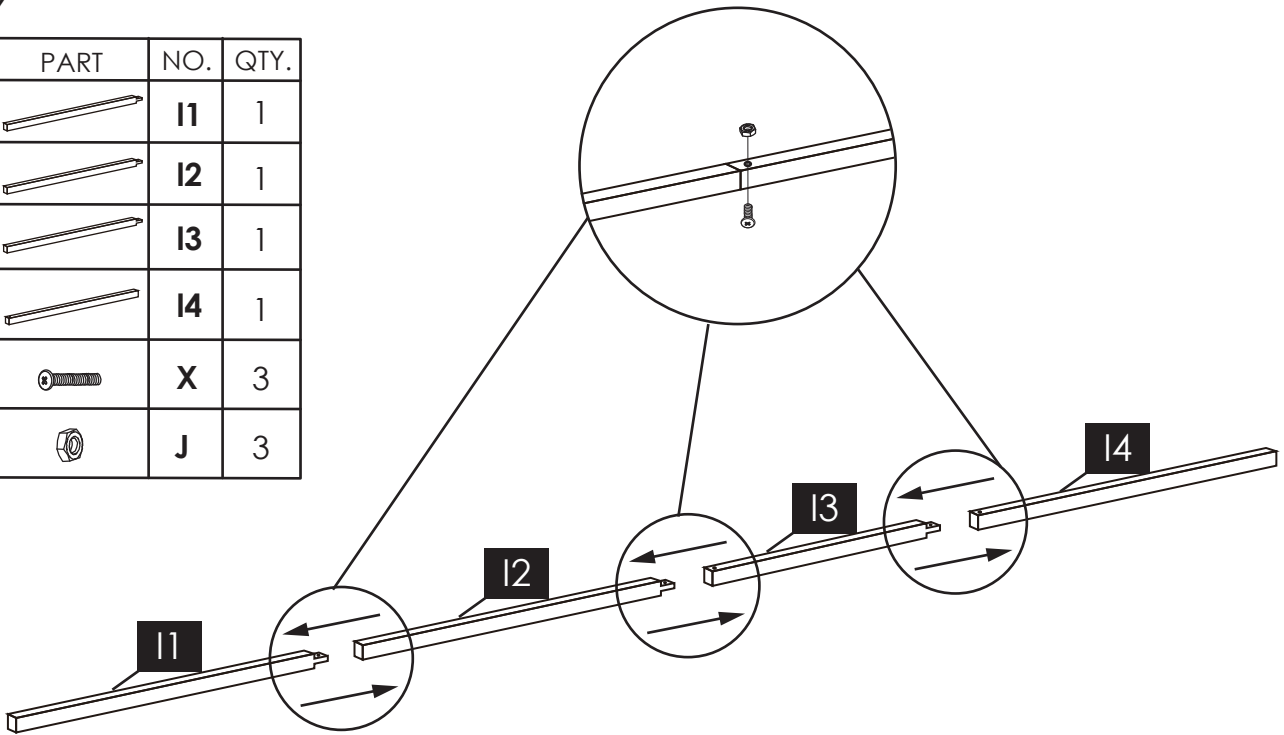 PART NO. QTY.
I1 1
I2 1
I3 1
I4 1
X 3
J 3
I4
I3
I2
I1